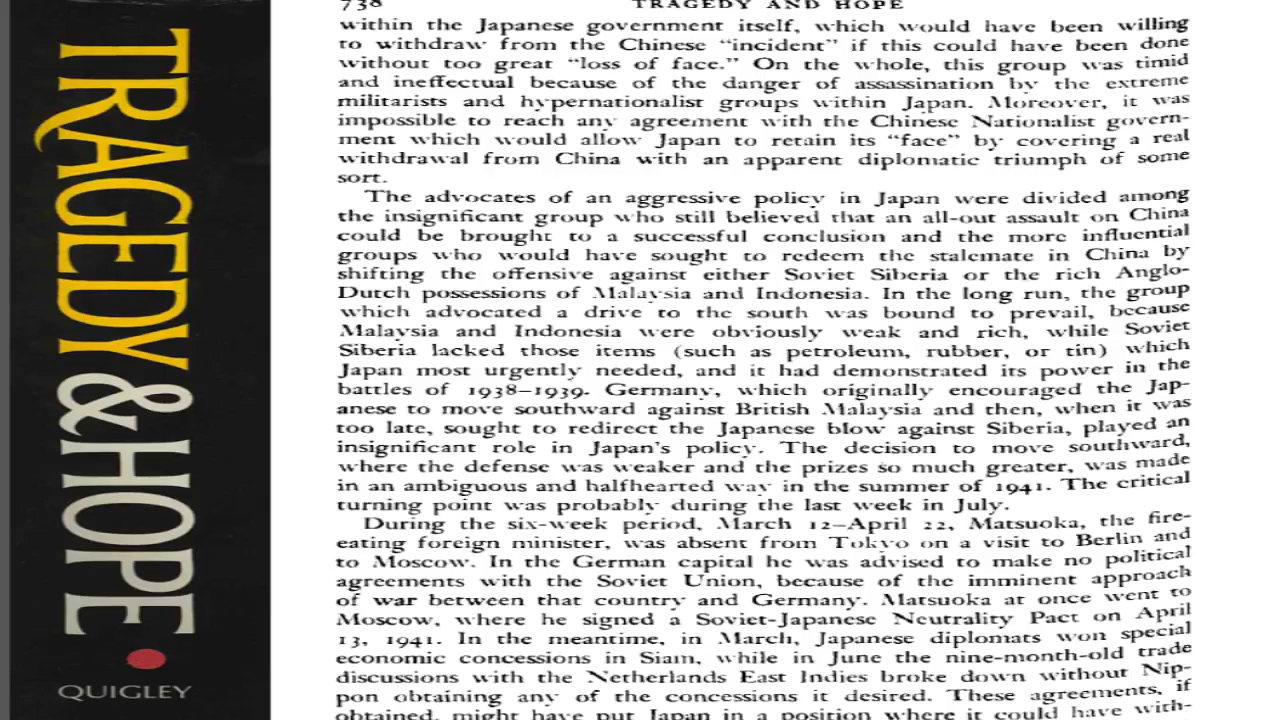 TRAGEDY & HOPE
QUIGLEY
738 TRAGEDY AND HOPE
within the Japanese government itself, which would have been willing
to withdraw from the Chinese “incident” if this could have been done
without too great “loss of face.” On the whole, this group was timid
and ineffectual because of the danger of assassination by the extreme
militarists and hypernationalist groups within Japan. Moreover, it was
impossible to reach any agreement with the Chinese Nationalist govern-
ment which would allow Japan to retain its “face” by covering a real
withdrawal from China with an apparent diplomatic triumph of some
sort.
The advocates of an aggressive policy in Japan were divided among
the insignificant group who still believed that an all-out assault on China
could be brought to a successful conclusion and the more influential
groups who would have sought to redeem the stalemate in China by
shifting the offensive against either Soviet Siberia or the rich Anglo-
Dutch possessions of Malaysia and Indonesia. In the long run, the group
which advocated a drive to the south was bound to prevail, because
Malaysia and Indonesia were obviously weak and rich, while Soviet
Siberia lacked those items (such as petroleum, rubber, or tin) which
Japan most urgently needed, and it had demonstrated its power in the
battles of 1938–1939. Germany, which originally encouraged the Jap-
anese to move southward against British Malaysia and then, when it was
too late, sought to redirect the Japanese blow against Siberia, played an
insignificant role in Japan's policy. The decision to move southward,
where the defense was weaker and the prizes so much greater, was made
in an ambiguous and halfhearted way in the summer of 1941. The critical
turning point was probably during the last week in July.
During the six-week period, March 12–April 22, Matsuoka, the fire-
eating foreign minister, was absent from Tokyo on a visit to Berlin and
to Moscow. In the German capital he was advised to make no political
agreements with the Soviet Union, because of the imminent approach
of war between that country and Germany. Matsuoka at once went to
Moscow, where he signed a Soviet-Japanese Neutrality Pact on April
13, 1941. In the meantime, in March, Japanese diplomats won special
economic concessions in Siam, while in June the nine-month-old trade
discussions with the Netherlands East Indies broke down without Nip-
pon obtaining any of the concessions it desired. These agreements, if
obtained, might have put Japan in a position where it could have with-